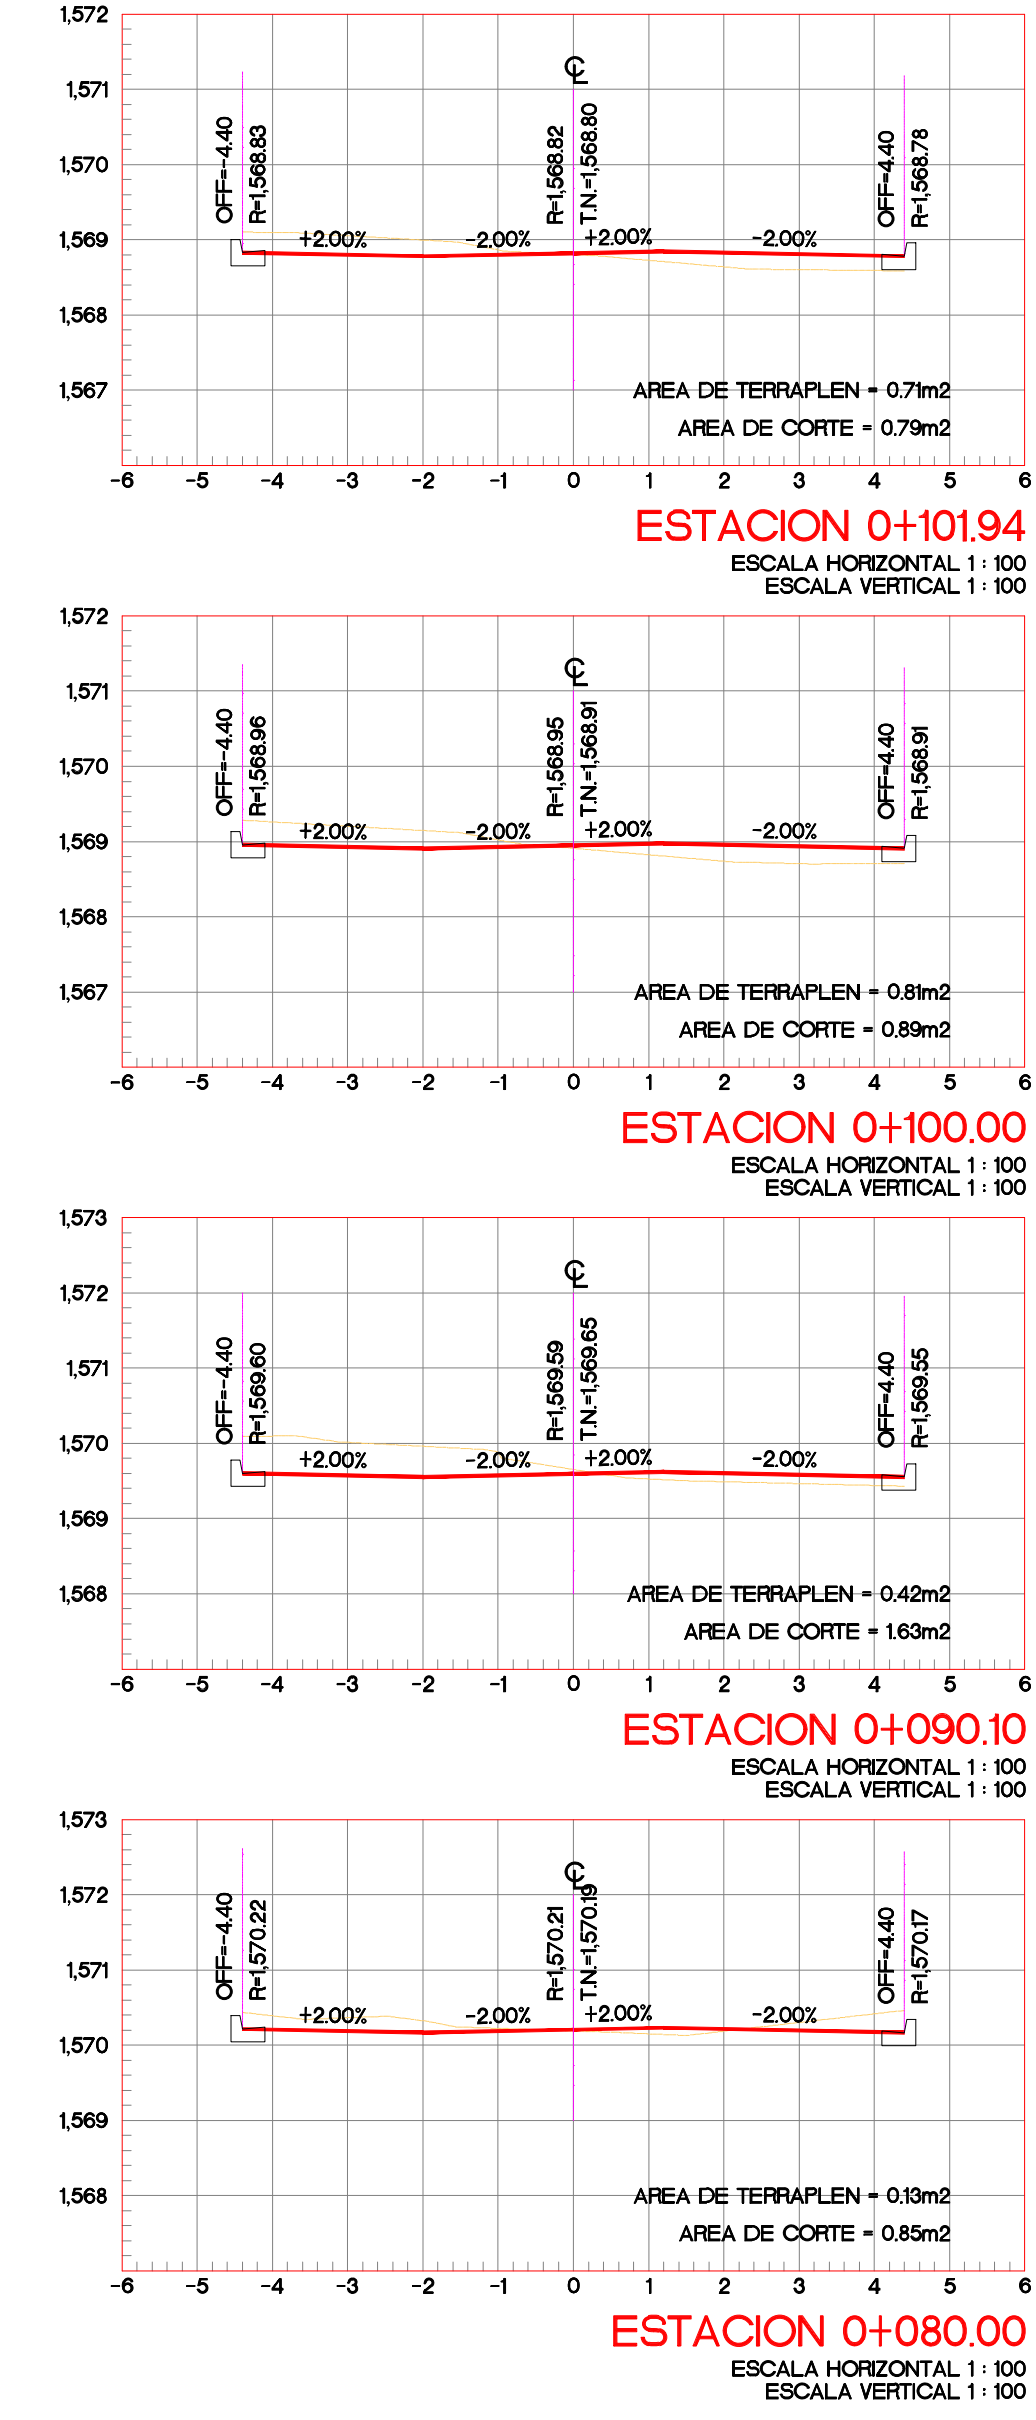 1,572
1,571
1,570
1,569
1,568
1,567
CL
OFF=-4.40
R=1,568.83
R=1,568.82
T.N.=1,568.80
OFF=4.40
R=1,568.78
+2.00% -2.00% +2.00% -2.00%
AREA DE TERRAPLEN = 0.71m2
AREA DE CORTE = 0.79m2
-6 -5 -4 -3 -2 -1 0 1 2 3 4 5 6
ESTACION 0+101.94
ESCALA HORIZONTAL 1 : 100
ESCALA VERTICAL 1 : 100
1,572
1,571
1,570
1,569
1,568
1,567
CL
OFF=-4.40
R=1,568.96
R=1,568.95
T.N.=1,568.91
OFF=4.40
R=1,568.91
+2.00% -2.00% +2.00% -2.00%
AREA DE TERRAPLEN = 0.81m2
AREA DE CORTE = 0.89m2
-6 -5 -4 -3 -2 -1 0 1 2 3 4 5 6
ESTACION 0+100.00
ESCALA HORIZONTAL 1 : 100
ESCALA VERTICAL 1 : 100
1,573
1,572
1,571
1,570
1,569
1,568
CL
OFF=-4.40
R=1,569.60
R=1,569.59
T.N.=1,569.65
OFF=4.40
R=1,569.55
+2.00% -2.00% +2.00% -2.00%
AREA DE TERRAPLEN = 0.42m2
AREA DE CORTE = 1.63m2
-6 -5 -4 -3 -2 -1 0 1 2 3 4 5 6
ESTACION 0+090.10
ESCALA HORIZONTAL 1 : 100
ESCALA VERTICAL 1 : 100
1,573
1,572
1,571
1,570
1,569
1,568
CL
OFF=-4.40
R=1,570.22
R=1,570.21
T.N.=1,570.19
OFF=4.40
R=1,570.17
+2.00% -2.00% +2.00% -2.00%
AREA DE TERRAPLEN = 0.13m2
AREA DE CORTE = 0.85m2
-6 -5 -4 -3 -2 -1 0 1 2 3 4 5 6
ESTACION 0+080.00
ESCALA HORIZONTAL 1 : 100
ESCALA VERTICAL 1 : 100